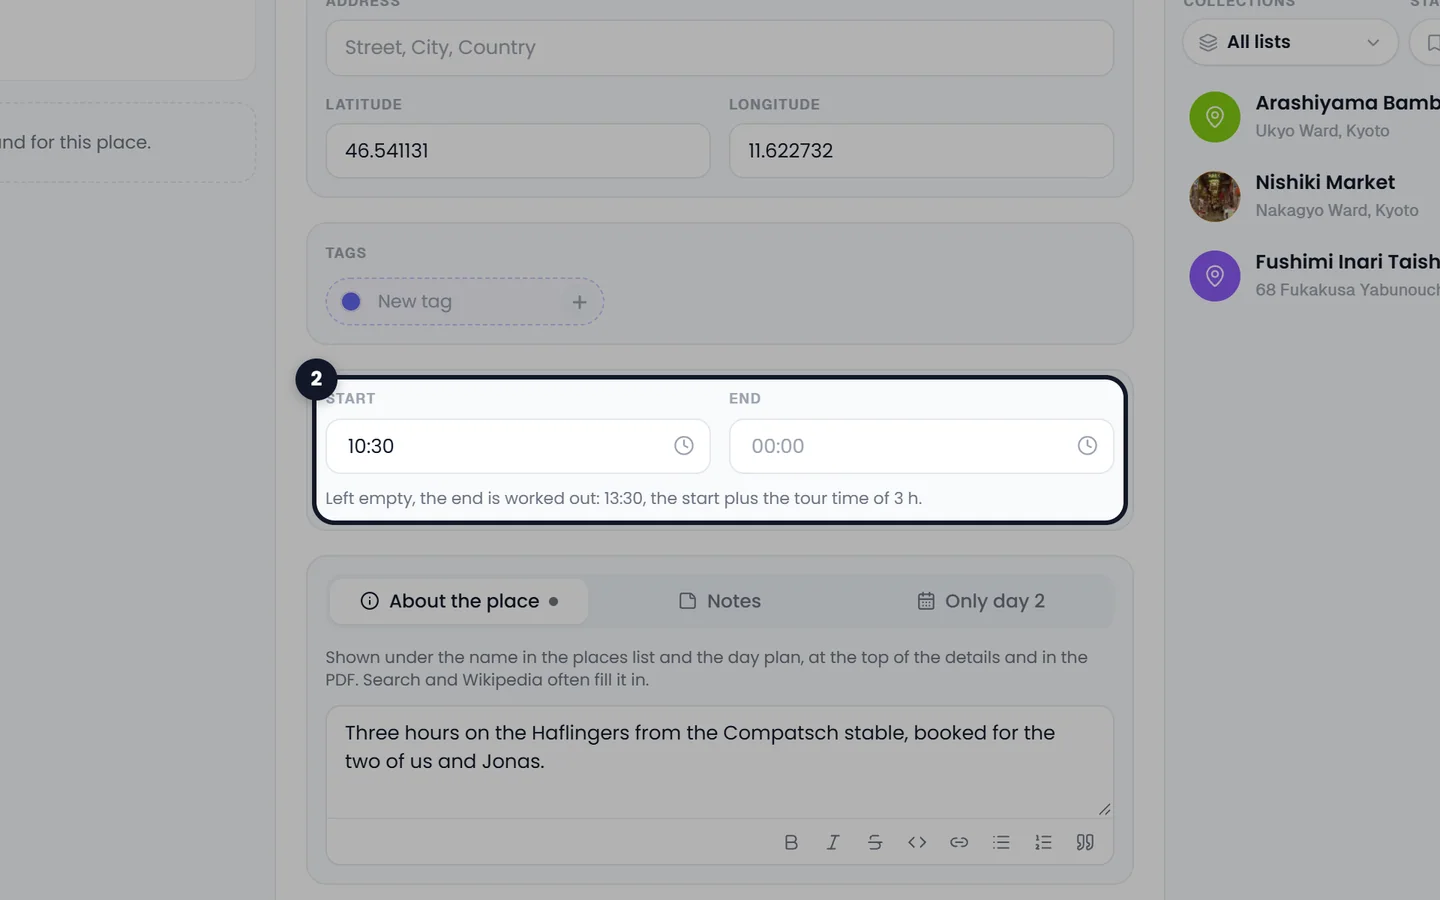 ADDRESS
Street, City, Country
LATITUDE
LONGITUDE
46.541131
11.622732
for this place.
TAGS
New tag
2
START
END
10:30
00:00
Left empty, the end is worked out: 13:30, the start plus the tour time of 3 h.
About the place
Notes
Only day 2
Shown under the name in the places list and the day plan, at the top of the details and in the
PDF. Search and Wikipedia often fill it in.
Three hours on the Haflingers from the Compatsch stable, booked for the
two of us and Jonas.
COLLECTIONS
All lists
Arashiyama
Ukyo Ward, Kyoto
Nishiki Market
Nakagyo Ward, Kyoto
Fushimi Inari
68 Fukakusa